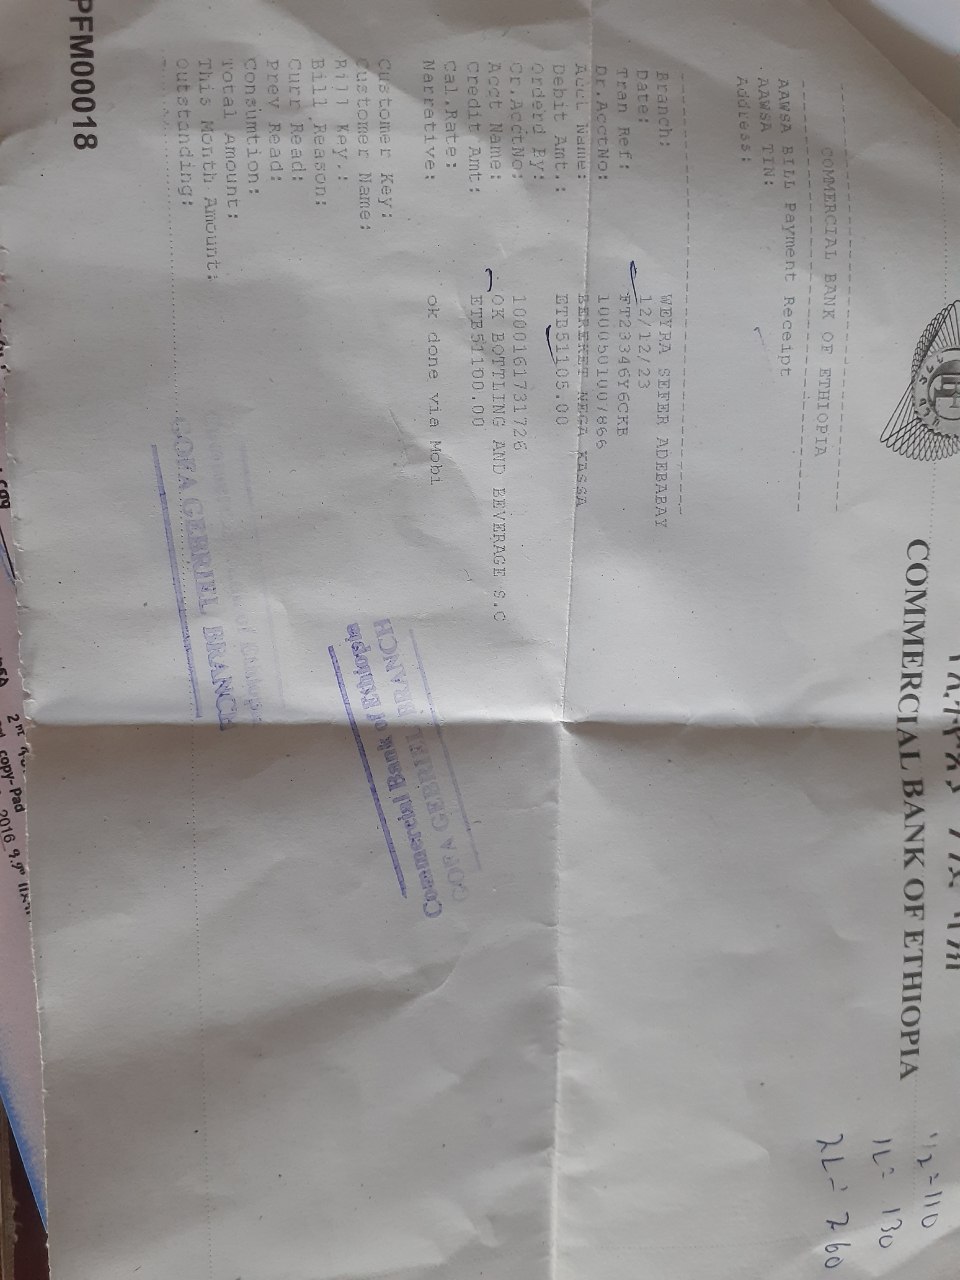 COMMERCIAL BANK OF ETHIOPIA
1/2 = 110
1L = 130
2L = 260
COMMERCIAL BANK OF ETHIOPIA
AAWSA BILL Payment Receipt
AAWSA TIN:
Address:
Branch: WEYRA SEFER ADEBABAY
Date: 12/12/23
Tran Ref: FT23346Y6CKB
Dr.AcctNo: 1000501007866
Acct Name: BEREKET NEGA KASSA
Debit Amt.: ETB51105.00
Orderd By:
Cr.AcctNo: 1000161731726
Acct Name: OK BOTTLING AND BEVERAGE S.C
Credit Amt: ETB51100.00
Cal.Rate:
Narrative: ok done via Mobi
Customer Key:
Customer Name:
Bill Key.:
Bill Reason:
Curr Read:
Prev Read:
Consumtion:
Total Amount:
This Month Amount:
Outstanding:
Commercial Bank of Ethiopia
GOFA GEBRIEL BRANCH
GOFA GEBRIEL BRANCH
PFM00018
copy-Pad
2016